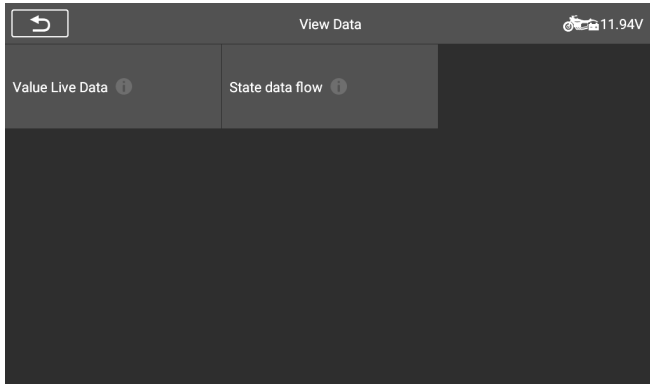 View Data
11.94V
Value Live Data
State data flow